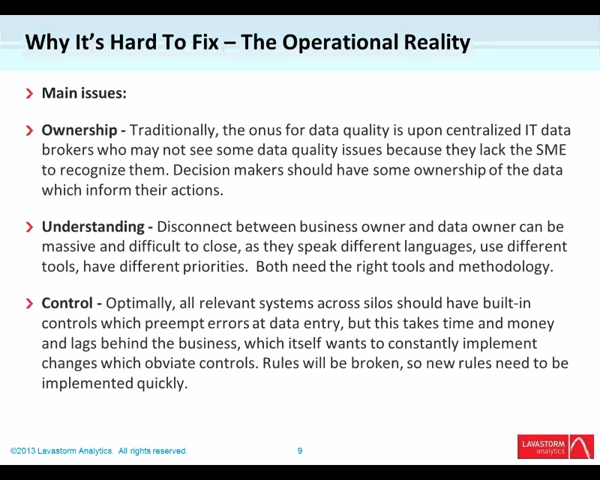 Why It's Hard To Fix – The Operational Reality
Main issues:
Ownership - Traditionally, the onus for data quality is upon centralized IT data
brokers who may not see some data quality issues because they lack the SME
to recognize them. Decision makers should have some ownership of the data
which inform their actions.
Understanding - Disconnect between business owner and data owner can be
massive and difficult to close, as they speak different languages, use different
tools, have different priorities.  Both need the right tools and methodology.
Control - Optimally, all relevant systems across silos should have built-in
controls which preempt errors at data entry, but this takes time and money
and lags behind the business, which itself wants to constantly implement
changes which obviate controls. Rules will be broken, so new rules need to be
implemented quickly.
©2013 Lavastorm Analytics.  All rights reserved.
9
LAVASTORM
analytics